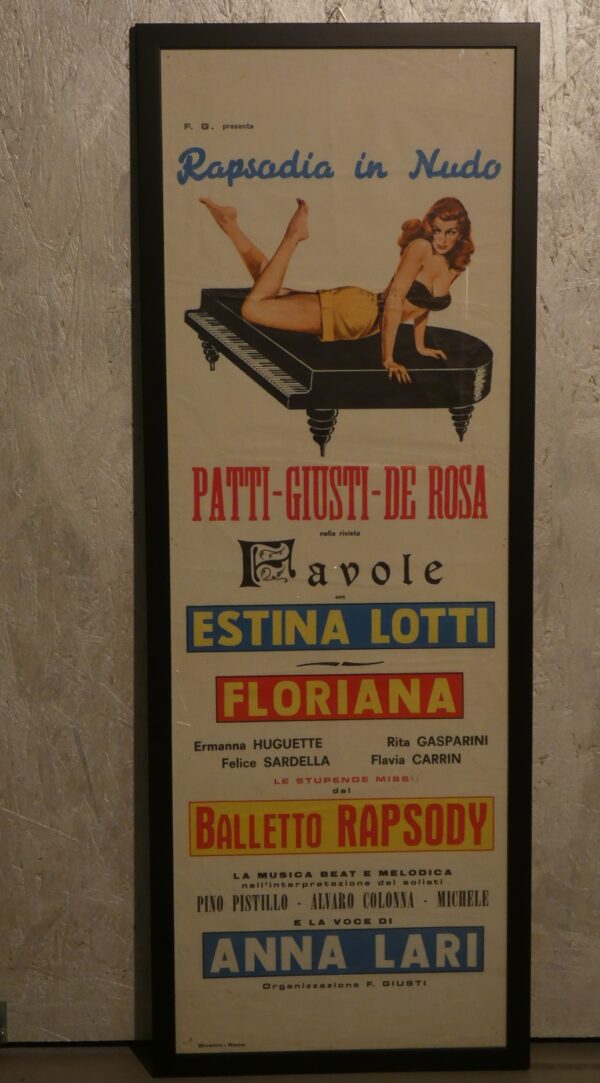 F. G. presenta
Rapsodia in Nudo
PATTI-GIUSTI-DE ROSA
nella rivista
Favole
con
ESTINA LOTTI
FLORIANA
Ermanna HUGUETTE Rita GASPARINI
Felice SARDELLA Flavia CARRIN
LE STUPENDE MISS
del
BALLETTO RAPSODY
LA MUSICA BEAT E MELODICA
nell'interpretazione dei solisti
PINO PISTILLO - ALVARO COLONNA - MICHELE
E LA VOCE DI
ANNA LARI
Organizzazione F. GIUSTI